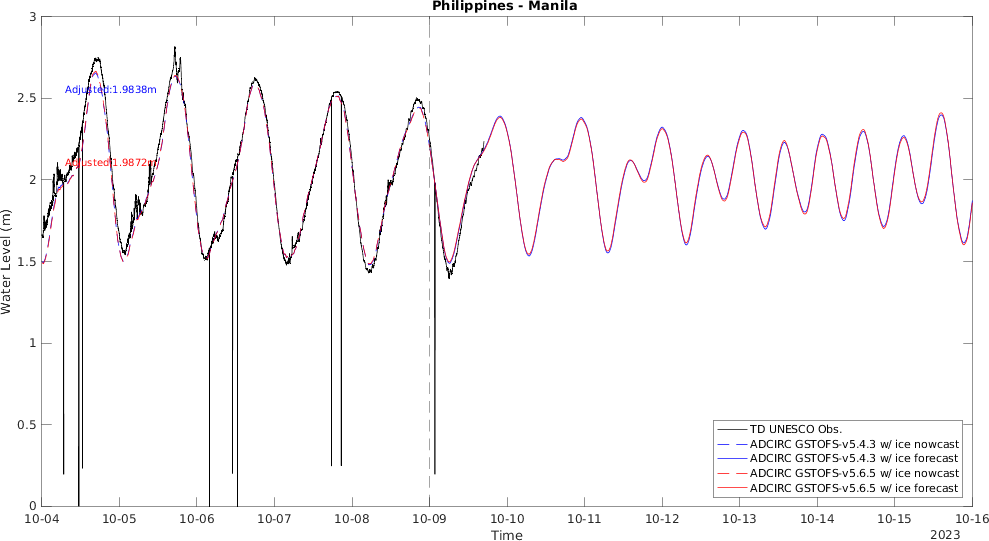 Philippines - Manila
3
2.5
2
1.5
1
0.5
0
Water Level (m)
Adjusted:1.9838m
Adjusted:1.9872m
TD UNESCO Obs.
ADCIRC GSTOFS-v5.4.3 w/ ice nowcast
ADCIRC GSTOFS-v5.4.3 w/ ice forecast
ADCIRC GSTOFS-v5.6.5 w/ ice nowcast
ADCIRC GSTOFS-v5.6.5 w/ ice forecast
10-04 10-05 10-06 10-07 10-08 10-09 10-10 10-11 10-12 10-13 10-14 10-15 10-16
Time
2023